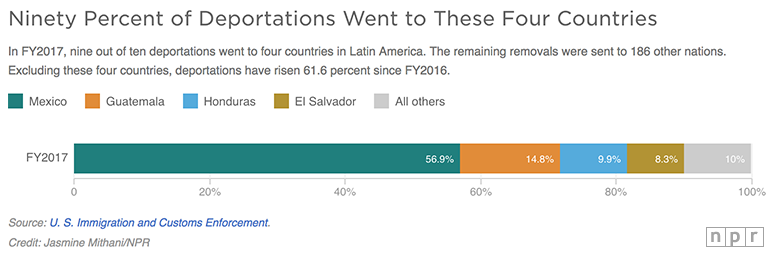 Ninety Percent of Deportations Went to These Four Countries
In FY2017, nine out of ten deportations went to four countries in Latin America. The remaining removals were sent to 186 other nations.
Excluding these four countries, deportations have risen 61.6 percent since FY2016.
Mexico Guatemala Honduras El Salvador All others
FY2017 56.9% 14.8% 9.9% 8.3% 10%
0 20% 40% 60% 80% 100%
Source: U. S. Immigration and Customs Enforcement.
Credit: Jasmine Mithani/NPR
npr